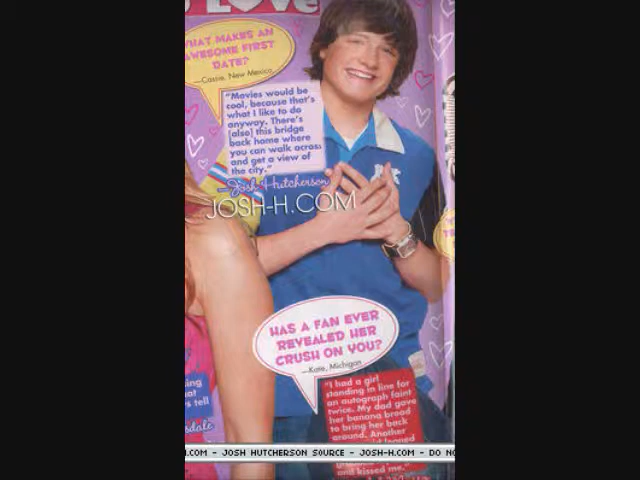 LOVE
WHAT MAKES AN
AWESOME FIRST
DATE?
—Cassie, New Mexico
"Movies would be
cool, because that's
what I like to do
anyway. There's
[also] this bridge
back home where
you can walk across
and get a view of
the city."
—Josh Hutcherson
JOSH-H.COM
HAS A FAN EVER
REVEALED HER
CRUSH ON YOU?
—Kate, Michigan
"I had a girl
standing in line for
an autograph faint
twice. My dad gave
her banana bread
to bring her back
around. Another
leaned
and kissed me."
tell
.COM - JOSH HUTCHERSON SOURCE - JOSH-H.COM - DO NO